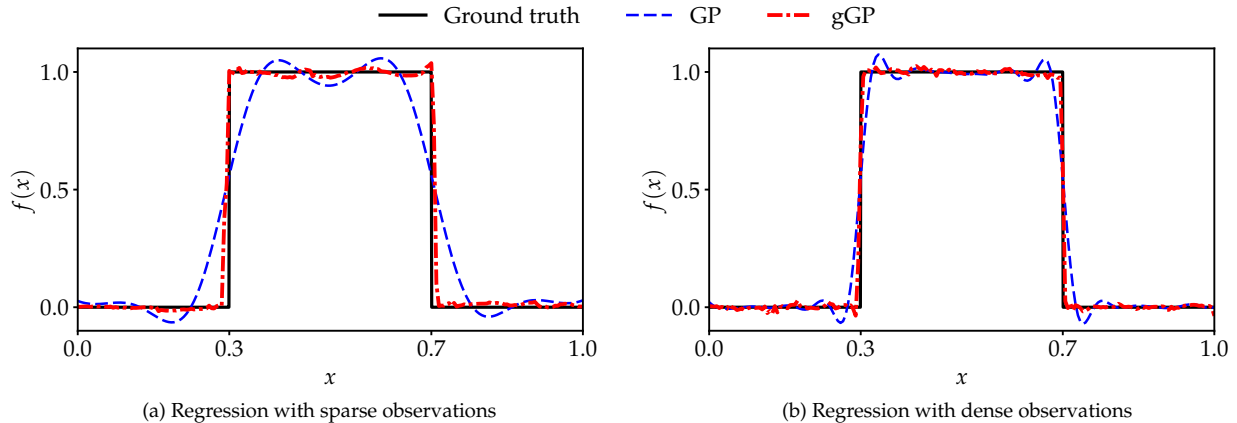 Ground truth GP gGP
1.0
0.5
0.0
f(x)
0.0 0.3 0.7 1.0
x
(a) Regression with sparse observations
1.0
0.5
0.0
f(x)
0.0 0.3 0.7 1.0
x
(b) Regression with dense observations